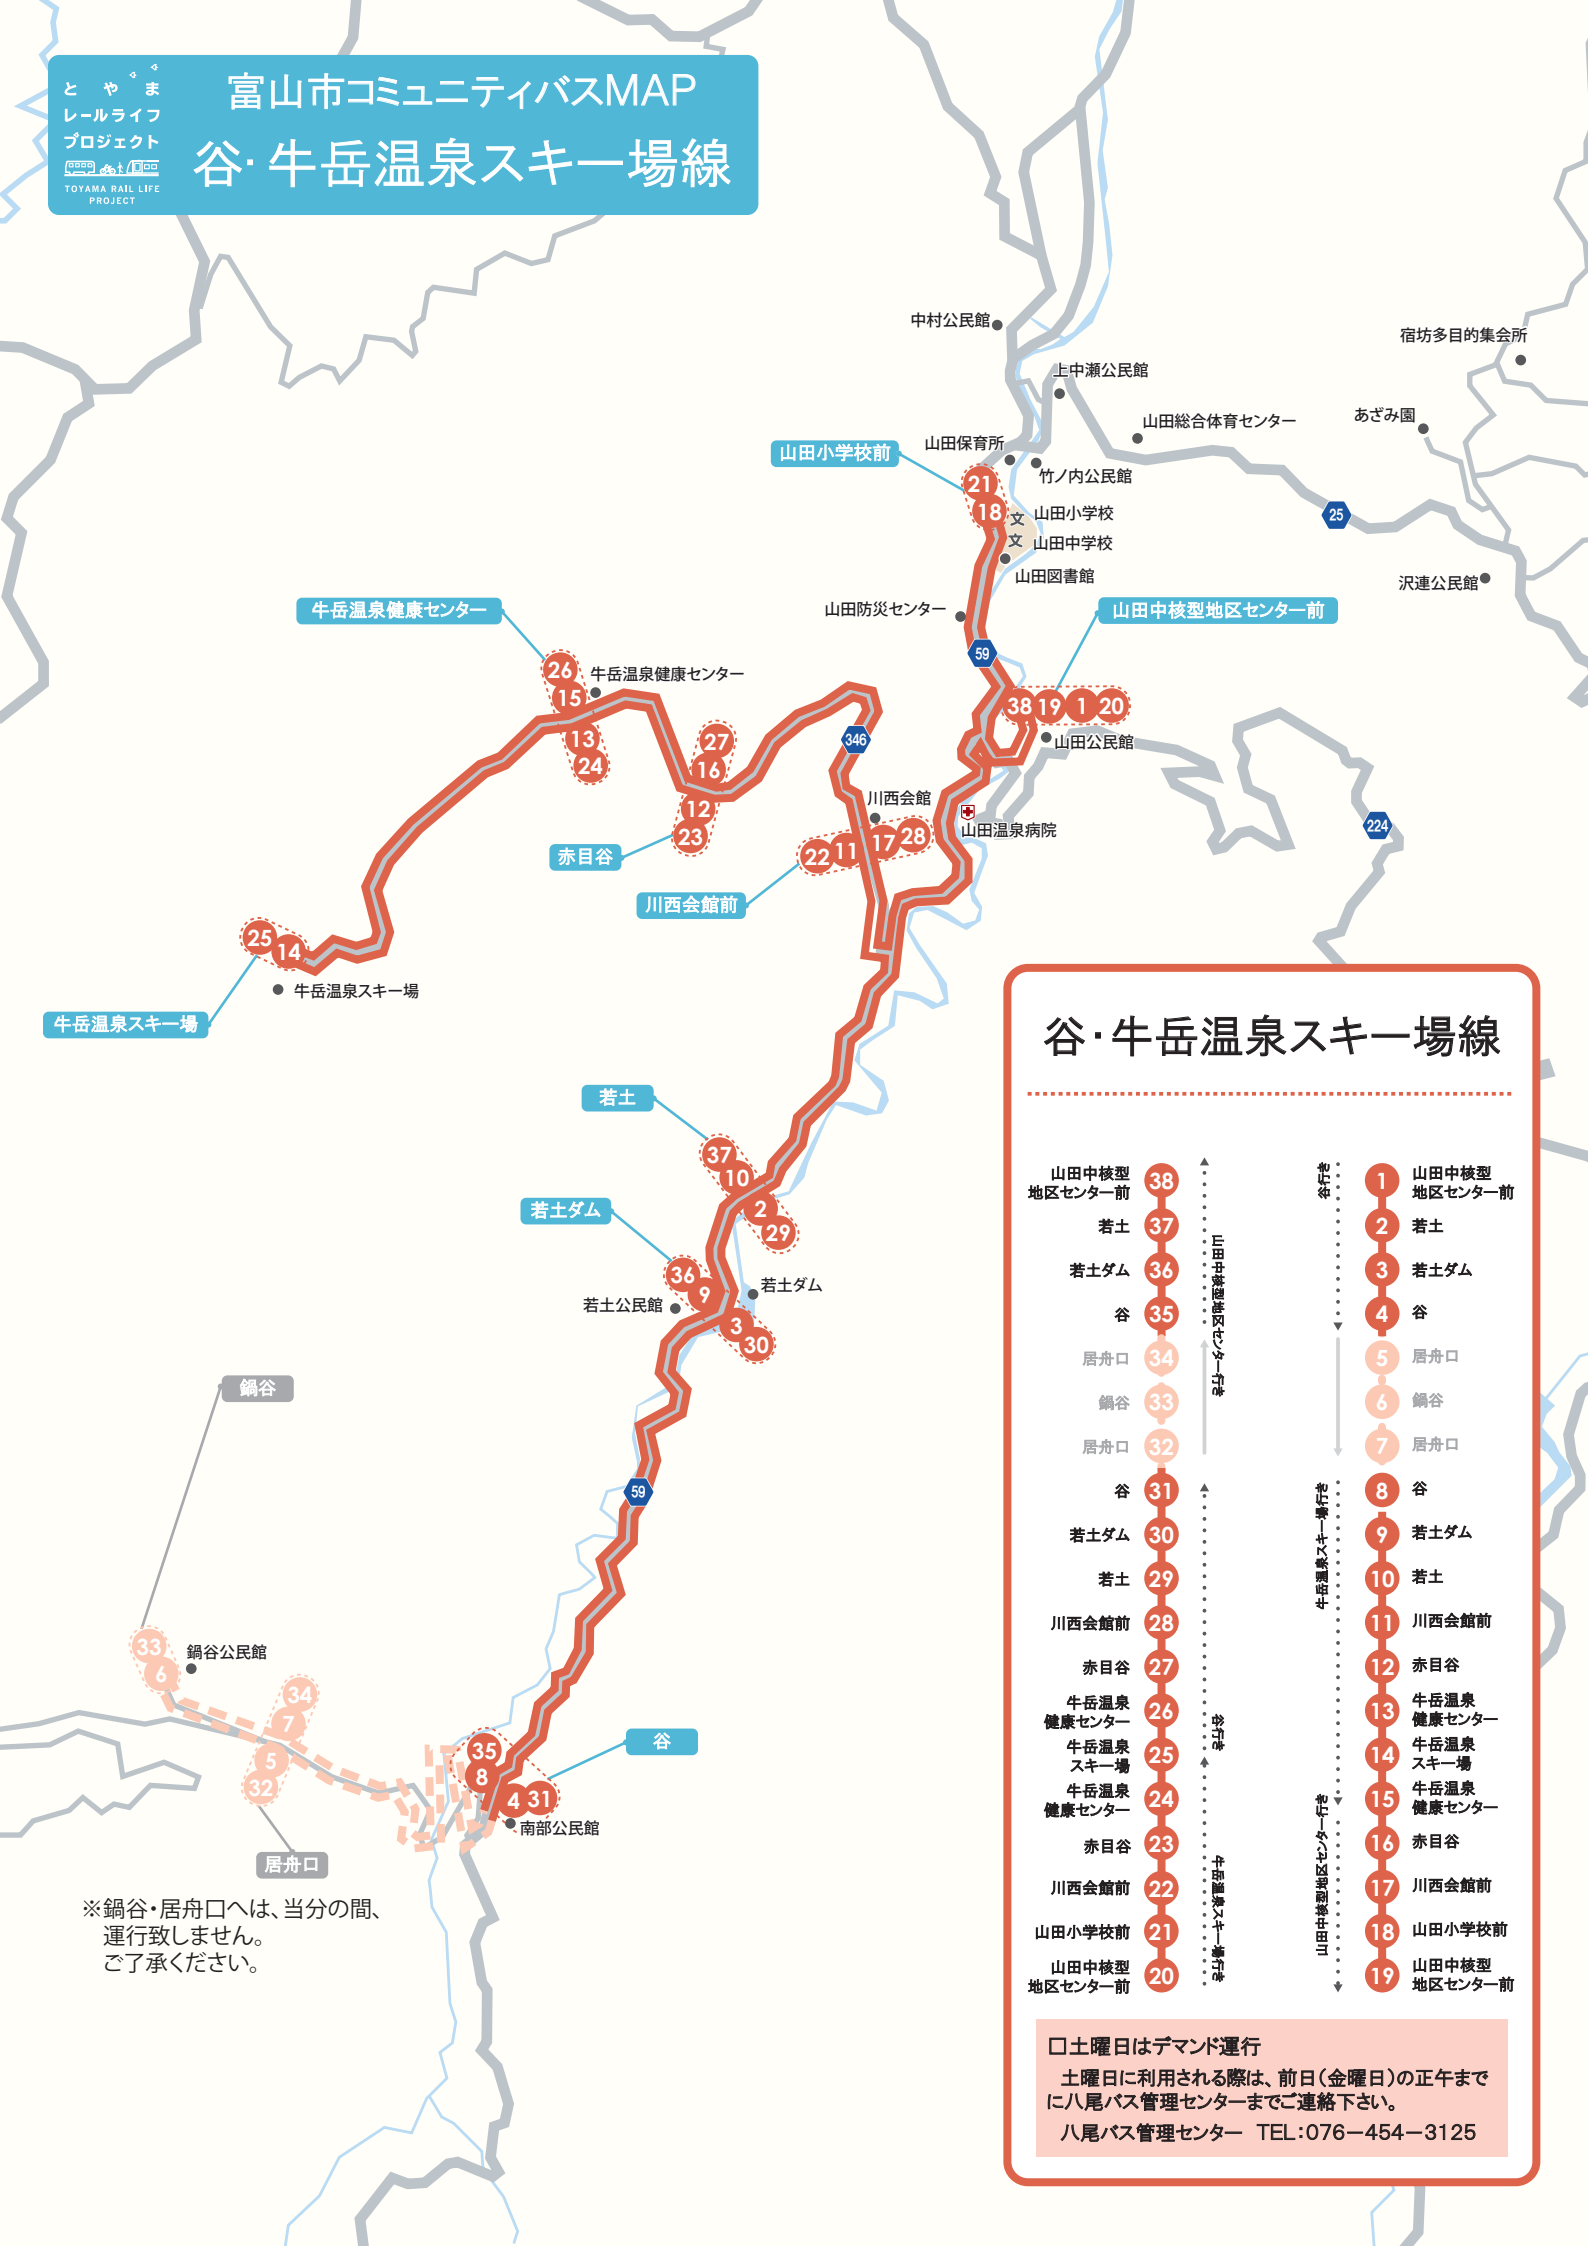 と や ま
レールライフ
プロジェクト
TOYAMA RAIL LIFE
PROJECT
富山市コミュニティバスMAP
谷・牛岳温泉スキー場線
中村公民館
宿坊多目的集会所
上中瀬公民館
あざみ園
山田総合体育センター
山田保育所
山田小学校前
竹ノ内公民館
21
18
文
山田小学校
25
文
山田中学校
山田図書館
沢連公民館
山田防災センター
牛岳温泉健康センター
山田中核型地区センター前
59
26
牛岳温泉健康センター
15
38 19 1 20
13
24
27
16
346
山田公民館
12
23
川西会館
山田温泉病院
224
赤目谷
22 11 17 28
川西会館前
25
14
牛岳温泉スキー場
牛岳温泉スキー場
若土
37
10
2
29
若土ダム
36
9
若土ダム
若土公民館
3
30
鍋谷
59
33
6
鍋谷公民館
34
7
5
32
35
8
谷
4 31
南部公民館
居舟口
※鍋谷・居舟口へは、当分の間、
運行致しません。
ご了承ください。
谷・牛岳温泉スキー場線
山田中核型
地区センター前
38
若土
37
若土ダム
36
谷
35
居舟口
34
鍋谷
33
居舟口
32
谷
31
若土ダム
30
若土
29
川西会館前
28
赤目谷
27
牛岳温泉
健康センター
26
牛岳温泉
スキー場
25
牛岳温泉
健康センター
24
赤目谷
23
川西会館前
22
山田小学校前
21
山田中核型
地区センター前
20
山田中核型地区センター行き
谷行き
牛岳温泉スキー場行き
谷行き
牛岳温泉スキー場行き
山田中核型地区センター行き
1
山田中核型
地区センター前
2
若土
3
若土ダム
4
谷
5
居舟口
6
鍋谷
7
居舟口
8
谷
9
若土ダム
10
若土
11
川西会館前
12
赤目谷
13
牛岳温泉
健康センター
14
牛岳温泉
スキー場
15
牛岳温泉
健康センター
16
赤目谷
17
川西会館前
18
山田小学校前
19
山田中核型
地区センター前
□土曜日はデマンド運行
土曜日に利用される際は、前日（金曜日）の正午まで
に八尾バス管理センターまでご連絡下さい。
八尾バス管理センター TEL：076－454－3125